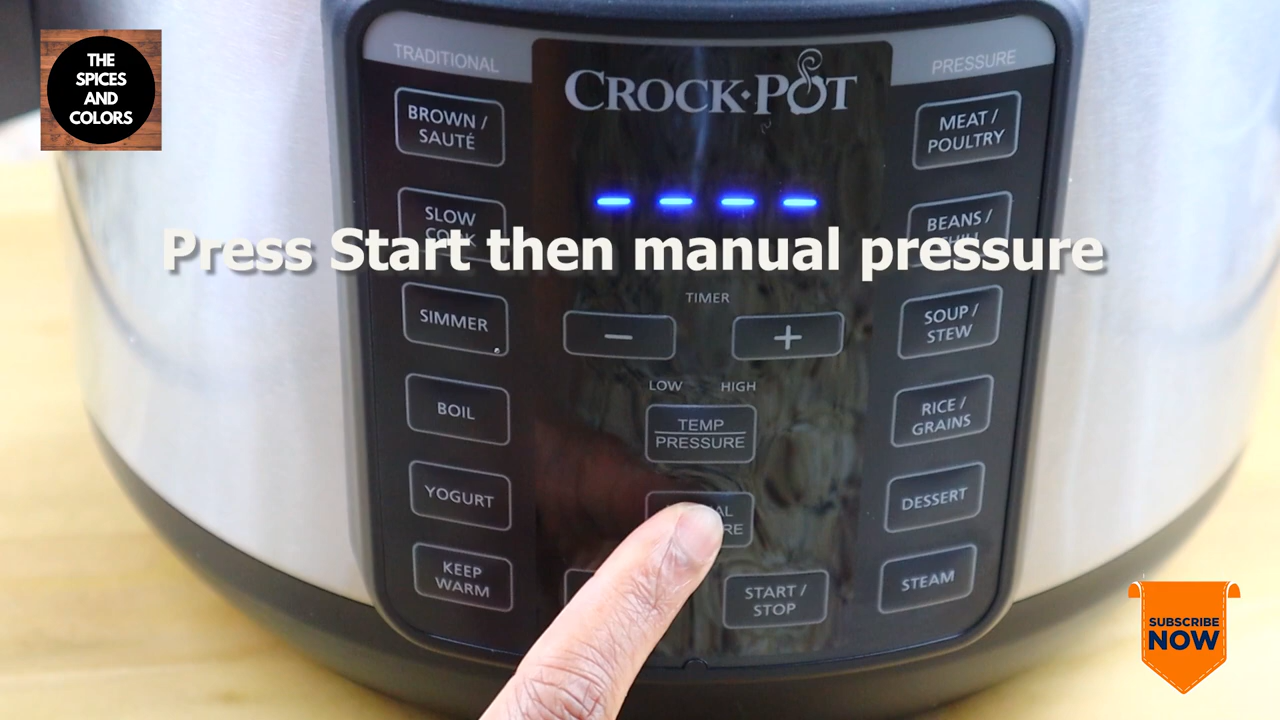 THE
SPICES
AND
COLORS
TRADITIONAL
CROCK·POT
PRESSURE
BROWN /
SAUTÉ
MEAT /
POULTRY
SLOW
BEANS /
Press Start then manual pressure
TIMER
SIMMER
− +
SOUP /
STEW
LOW HIGH
BOIL
TEMP
PRESSURE
RICE /
GRAINS
YOGURT
DESSERT
KEEP
WARM
START /
STOP
STEAM
SUBSCRIBE
NOW